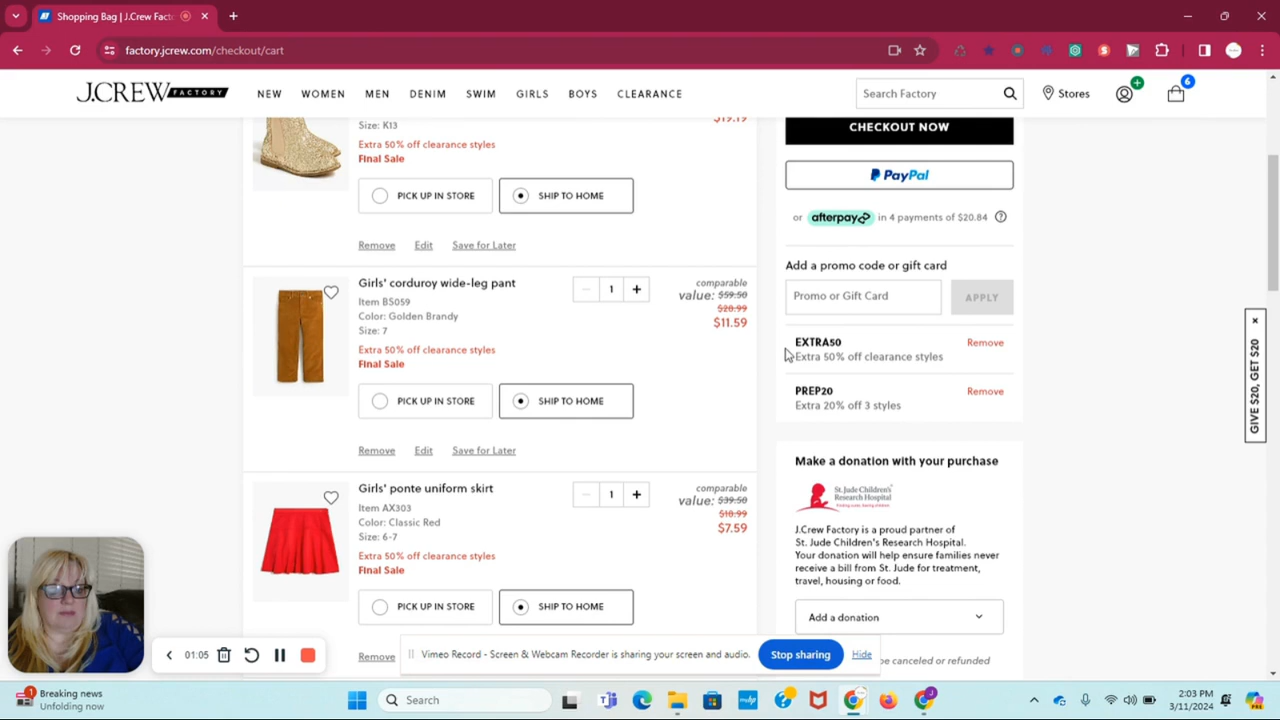 Shopping Bag | J.Crew Facto
factory.jcrew.com/checkout/cart
J.CREW FACTORY
NEW WOMEN MEN DENIM SWIM GIRLS BOYS CLEARANCE
Search Factory
Stores
6
Size: K13
$19.19
Extra 50% off clearance styles
Final Sale
PICK UP IN STORE
SHIP TO HOME
Remove Edit Save for Later
Girls' corduroy wide-leg pant
Item BS059
Color: Golden Brandy
Size: 7
1
comparable
value: $59.50
$28.99
$11.59
Extra 50% off clearance styles
Final Sale
PICK UP IN STORE
SHIP TO HOME
Remove Edit Save for Later
Girls' ponte uniform skirt
Item AX303
Color: Classic Red
Size: 6-7
1
comparable
value: $39.50
$18.99
$7.59
Extra 50% off clearance styles
Final Sale
PICK UP IN STORE
SHIP TO HOME
Remove
CHECKOUT NOW
PayPal
or afterpay in 4 payments of $20.84
Add a promo code or gift card
Promo or Gift Card
APPLY
EXTRA50 Remove
Extra 50% off clearance styles
PREP20 Remove
Extra 20% off 3 styles
Make a donation with your purchase
St. Jude Children's
Research Hospital
J.Crew Factory is a proud partner of
St. Jude Children's Research Hospital.
Your donation will help ensure families never
receive a bill from St. Jude for treatment,
travel, housing or food.
Add a donation
be canceled or refunded
GIVE $20, GET $20
01:05
Vimeo Record - Screen & Webcam Recorder is sharing your screen and audio.
Stop sharing
Hide
1
Breaking news
Unfolding now
Search
2:03 PM
3/11/2024